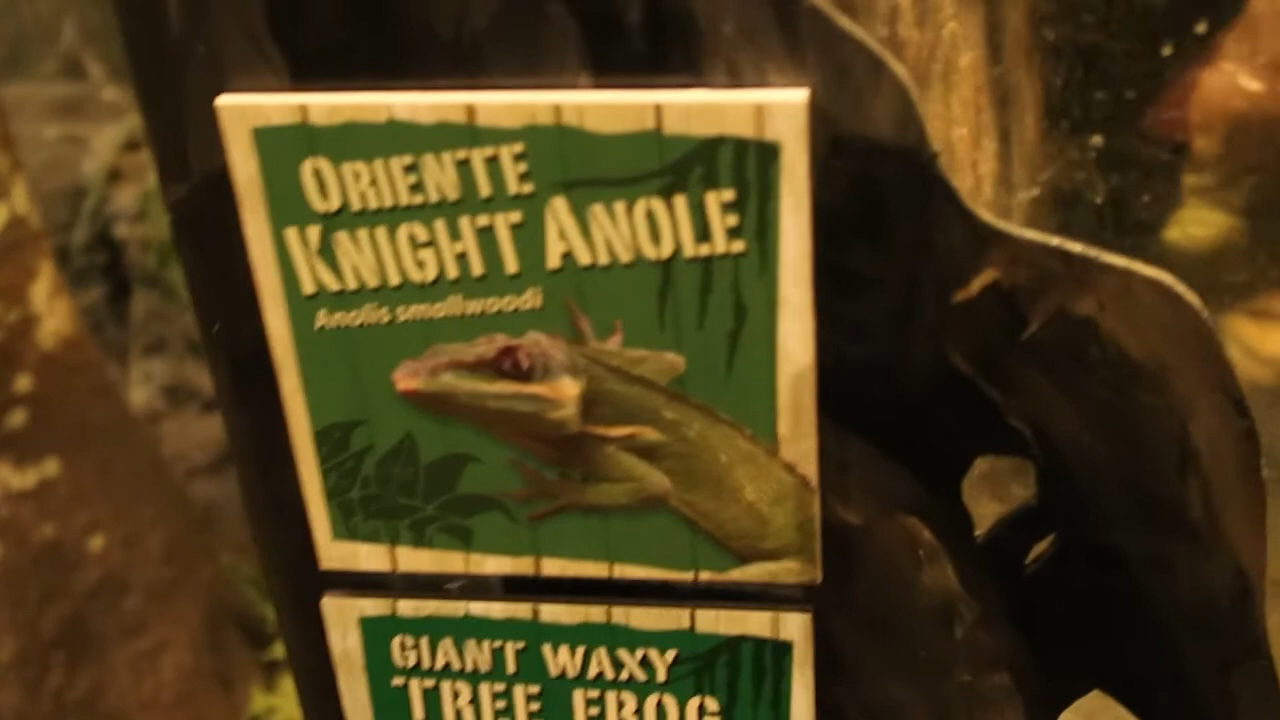 ORIENTE
KNIGHT ANOLE
Anolis smallwoodi
GIANT WAXY
TREE FROG